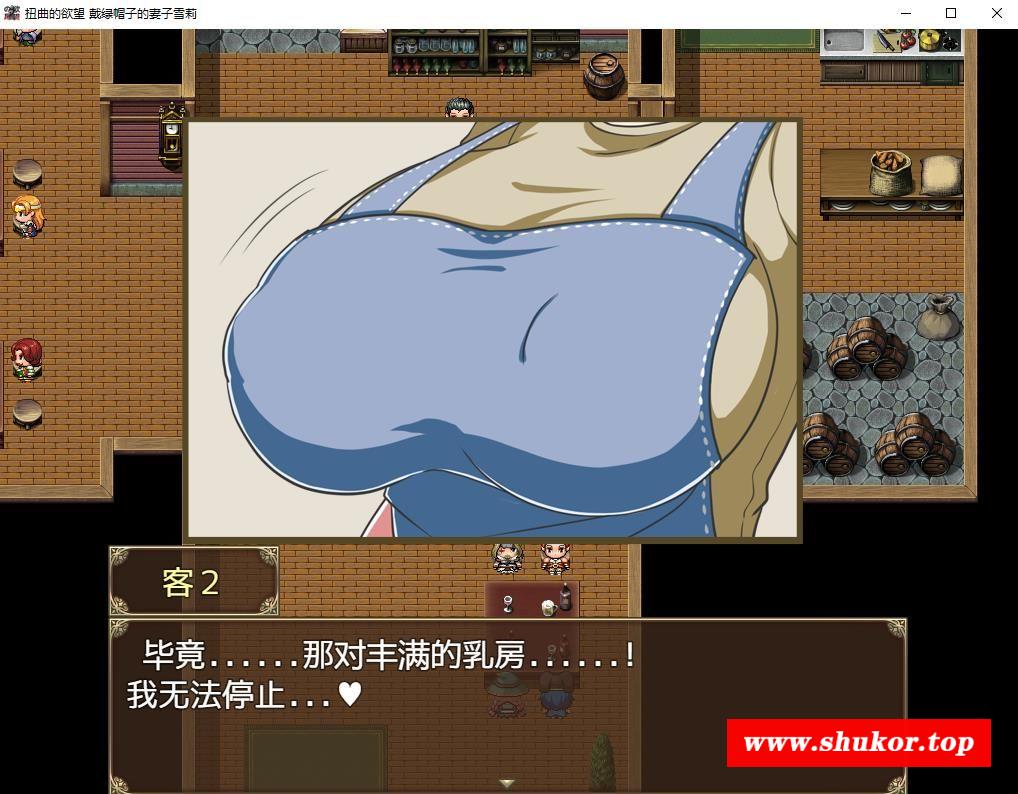 扭曲的欲望 戴绿帽子的妻子雪莉
客２
毕竟......那对丰满的乳房......!
我无法停止...♥
www.shukor.top